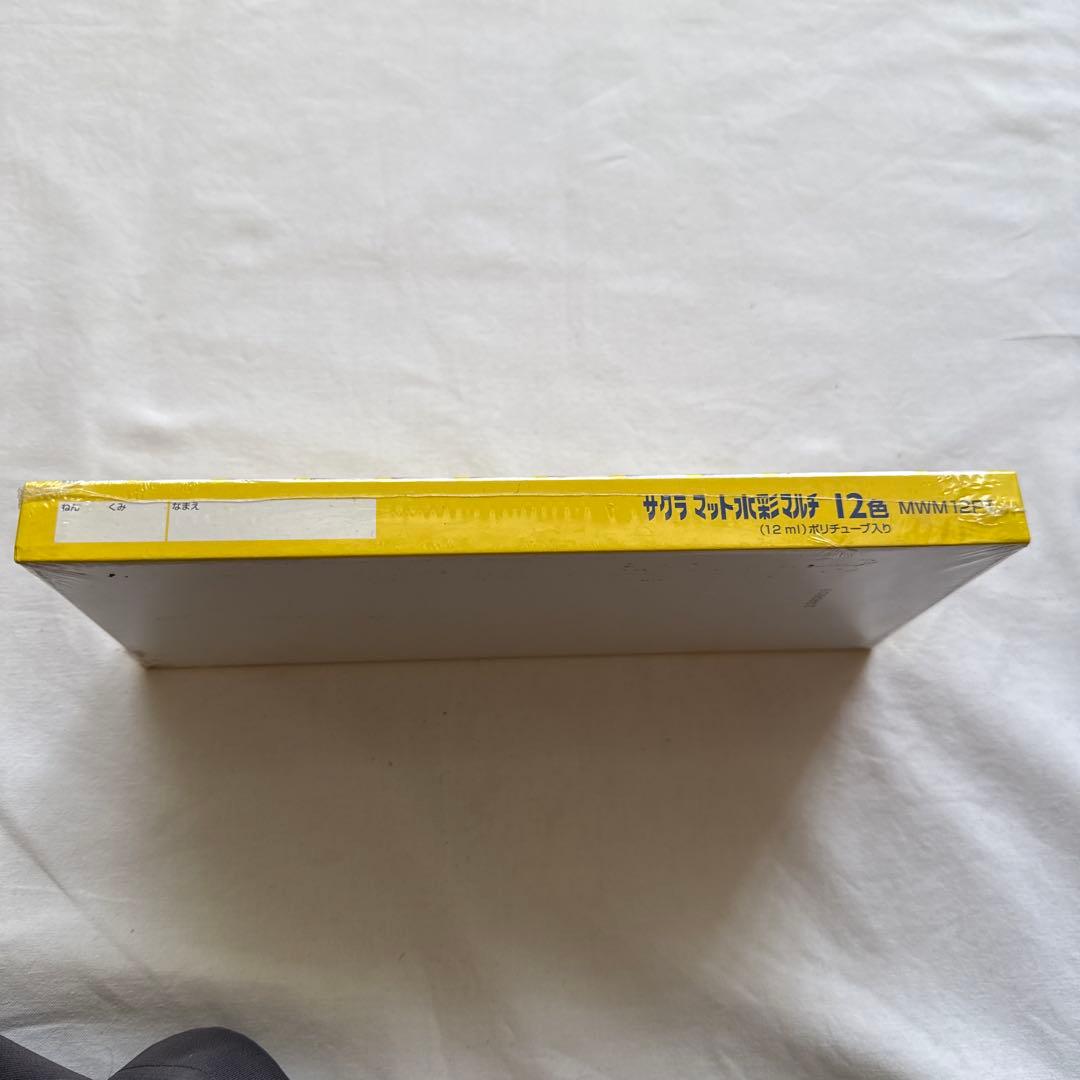 ねん くみ なまえ
サクラ マット水彩マルチ 12色 MWM12PT
(12 ml)ポリチューブ入り